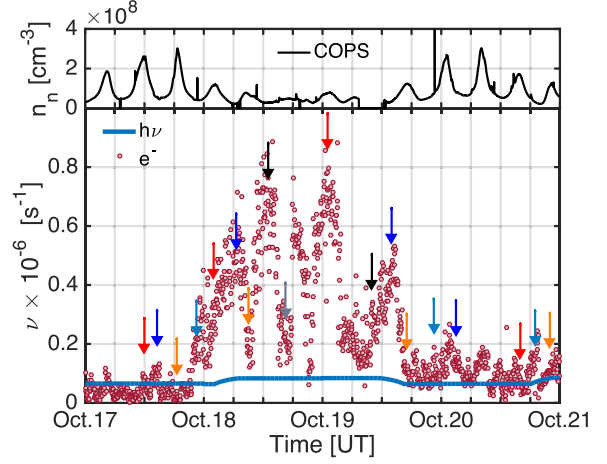 ×10⁸
4
2
0
nₙ [cm⁻³]
COPS
hν
e⁻
0.8
0.6
0.4
0.2
0
ν × 10⁻⁶ [s⁻¹]
Oct.17 Oct.18 Oct.19 Oct.20 Oct.21
Time [UT]